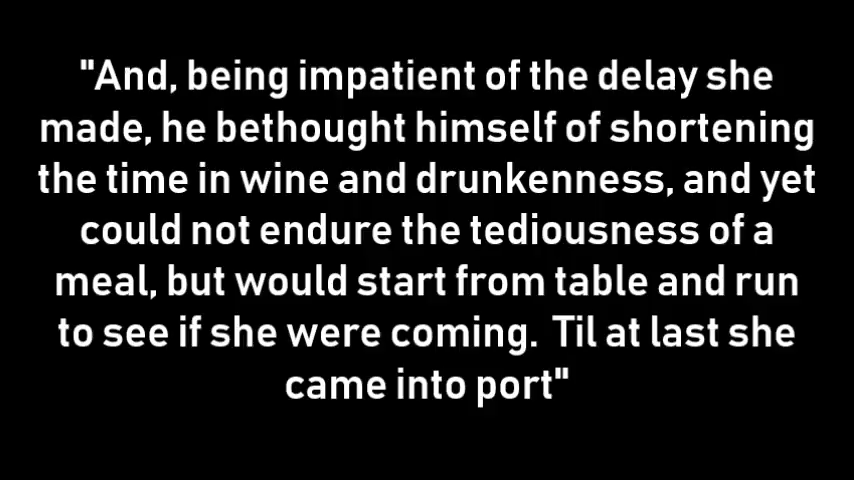 "And, being impatient of the delay she
made, he bethought himself of shortening
the time in wine and drunkenness, and yet
could not endure the tediousness of a
meal, but would start from table and run
to see if she were coming.  Til at last she
came into port"